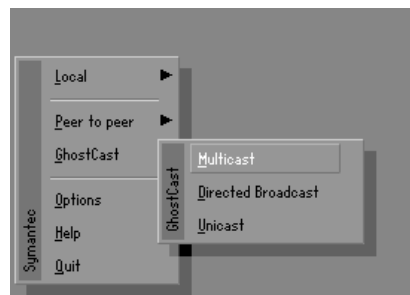 Local
Peer to peer
GhostCast
Options
Help
Quit
Symantec
Multicast
Directed Broadcast
Unicast
GhostCast